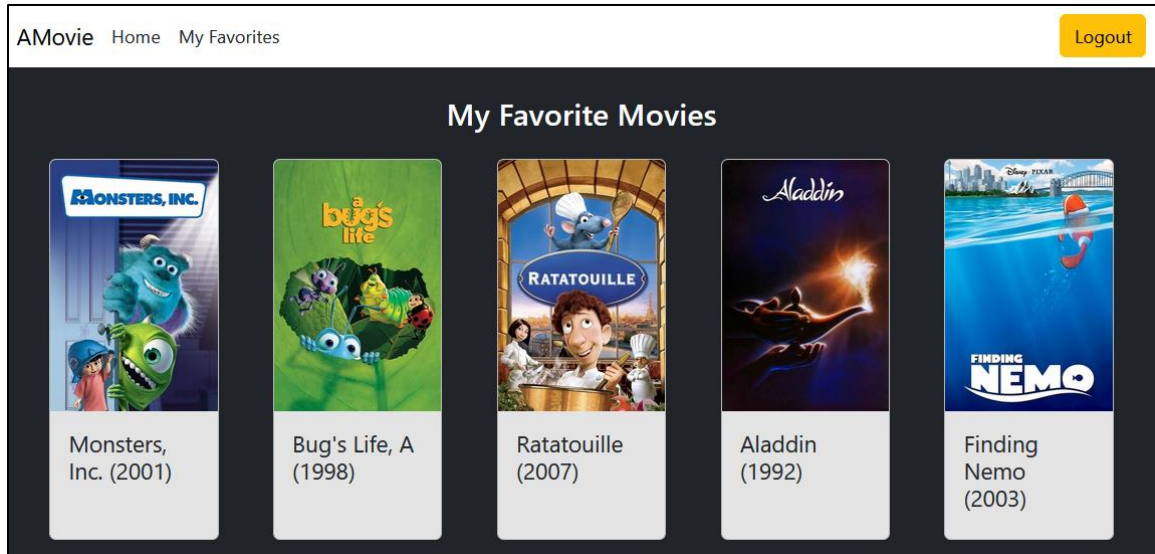 AMovie Home My Favorites Logout
My Favorite Movies
MONSTERS, INC.
a
bug's
life
RATATOUILLE
Aladdin
Disney · PIXAR
FINDING
NEMO
Monsters,
Inc. (2001)
Bug's Life, A
(1998)
Ratatouille
(2007)
Aladdin
(1992)
Finding
Nemo
(2003)